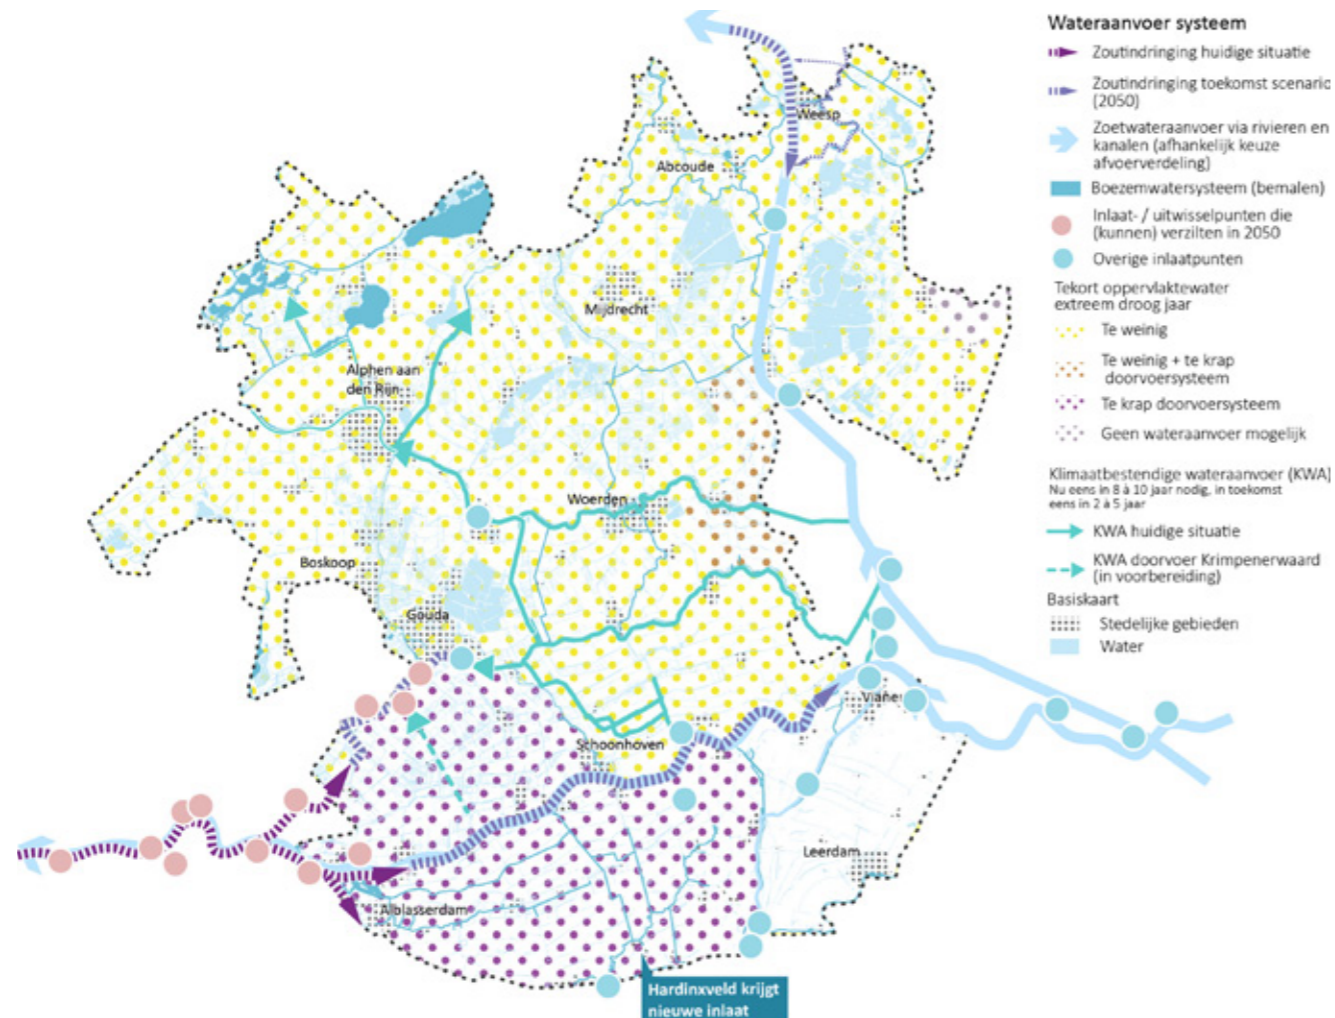 Wateraanvoer systeem
Zoutindringing huidige situatie
Zoutindringing toekomst scenario
(2050)
Zoetwateraanvoer via rivieren en
kanalen (afhankelijk keuze
afvoerverdeling)
Boezemwatersysteem (bemalen)
Inlaat- / uitwisselpunten die
(kunnen) verzilten in 2050
Overige inlaatpunten
Tekort oppervlaktewater
extreem droog jaar
Te weinig
Te weinig + te krap
doorvoersysteem
Te krap doorvoersysteem
Geen wateraanvoer mogelijk
Klimaatbestendige wateraanvoer (KWA)
Nu eens in 8 à 10 jaar nodig, in toekomst
eens in 2 à 5 jaar
KWA huidige situatie
KWA doorvoer Krimpenerwaard
(in voorbereiding)
Basiskaart
Stedelijke gebieden
Water
Weesp
Abcoude
Mijdrecht
Alphen aan
den Rijn
Woerden
Boskoop
Gouda
Schoonhoven
Viane
Leerdam
Alblasserdam
Hardinxveld krijgt
nieuwe inlaat